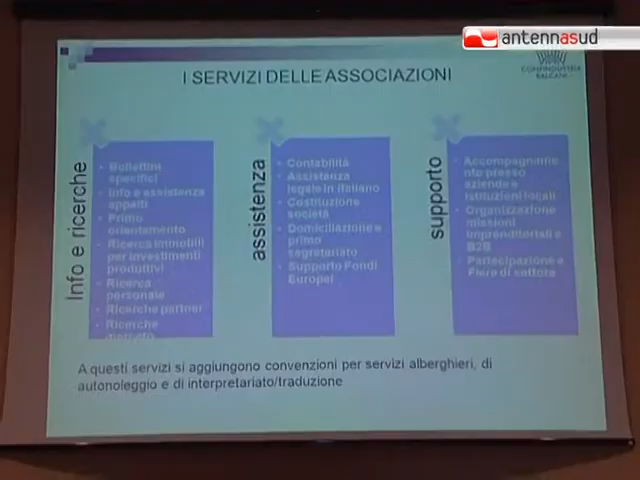 antennasud
CONFINDUSTRIA
BALCANI
I SERVIZI DELLE ASSOCIAZIONI
Info e ricerche
• Bollettini
specifici
• Info e assistenza
appalti
• Primo
orientamento
• Ricerca immobili
per investimenti
produttivi
• Ricerca
personale
• Ricerche partner
• Ricerche
mercato
assistenza
• Contabilità
• Assistenza
legale in italiano
• Costituzione
società
• Domiciliazione e
primo
segretariato
• Supporto Fondi
Europei
supporto
• Accompagname
nto presso
aziende e
istituzioni locali
• Organizzazione
missioni
imprenditoriali e
B2B
• Partecipazione a
Fiere di settore
A questi servizi si aggiungono convenzioni per servizi alberghieri, di
autonoleggio e di interpretariato/traduzione